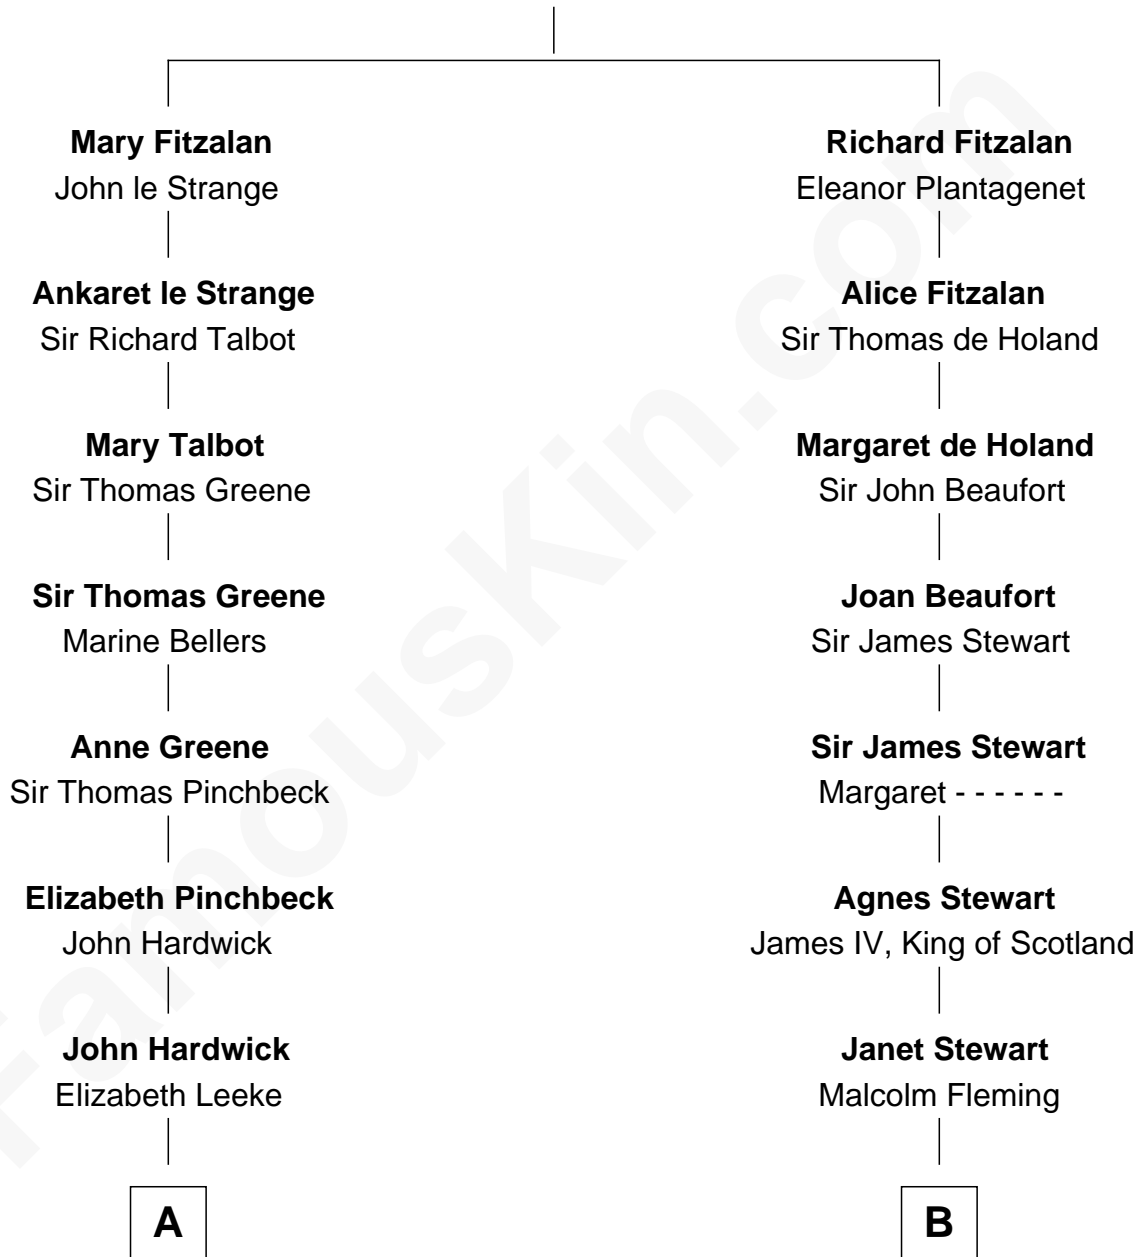 Mary Fitzalan
John le Strange
Richard Fitzalan
Eleanor Plantagenet
Ankaret le Strange
Sir Richard Talbot
Alice Fitzalan
Sir Thomas de Holand
Mary Talbot
Sir Thomas Greene
Margaret de Holand
Sir John Beaufort
Sir Thomas Greene
Marine Bellers
Joan Beaufort
Sir James Stewart
Anne Greene
Sir Thomas Pinchbeck
Sir James Stewart
Margaret - - - - - -
Elizabeth Pinchbeck
John Hardwick
Agnes Stewart
James IV, King of Scotland
John Hardwick
Elizabeth Leeke
Janet Stewart
Malcolm Fleming
A
B
FamousKin.com